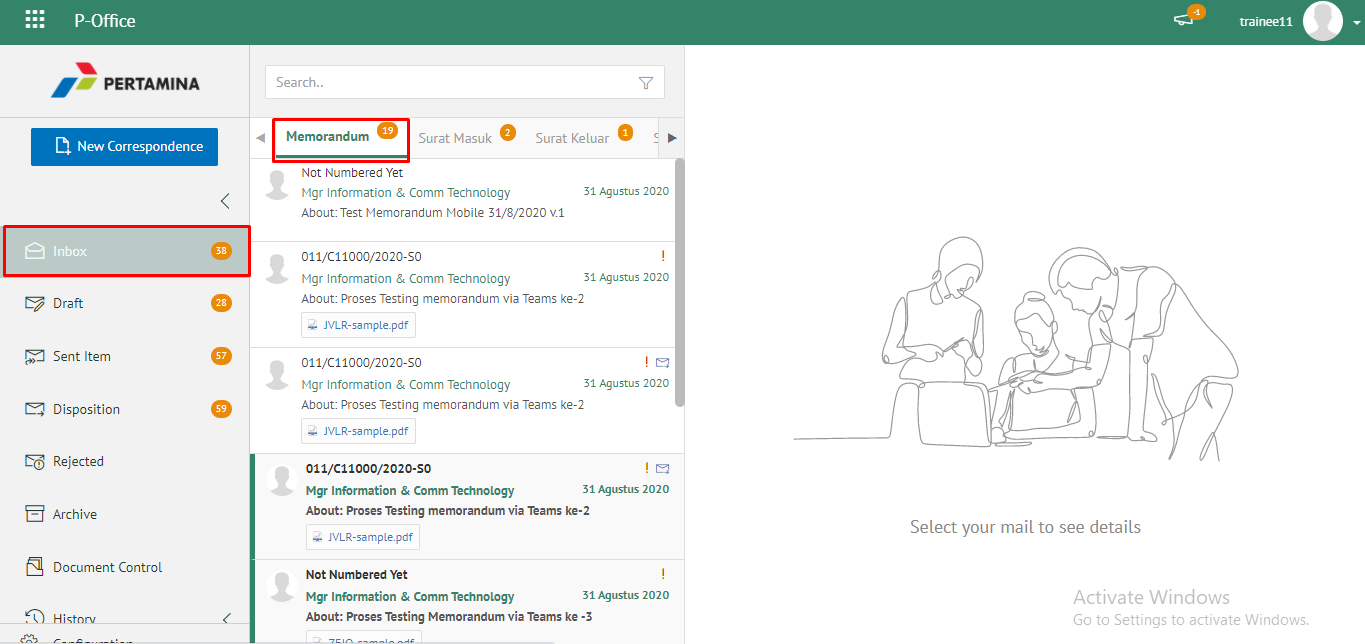 P-Office
-1
trainee11
PERTAMINA
New Correspondence
Inbox 38
Draft 28
Sent Item 57
Disposition 59
Rejected
Archive
Document Control
History
Configuration
Search..
Memorandum 19
Surat Masuk 2
Surat Keluar 1
S
Not Numbered Yet
Mgr Information & Comm Technology 31 Agustus 2020
About: Test Memorandum Mobile 31/8/2020 v.1
011/C11000/2020-S0 !
Mgr Information & Comm Technology 31 Agustus 2020
About: Proses Testing memorandum via Teams ke-2
JVLR-sample.pdf
011/C11000/2020-S0 !
Mgr Information & Comm Technology 31 Agustus 2020
About: Proses Testing memorandum via Teams ke-2
JVLR-sample.pdf
011/C11000/2020-S0 !
Mgr Information & Comm Technology 31 Agustus 2020
About: Proses Testing memorandum via Teams ke-2
JVLR-sample.pdf
Not Numbered Yet !
Mgr Information & Comm Technology 31 Agustus 2020
About: Proses Testing Memorandum via Teams ke -3
Select your mail to see details
Activate Windows
Go to Settings to activate Windows.